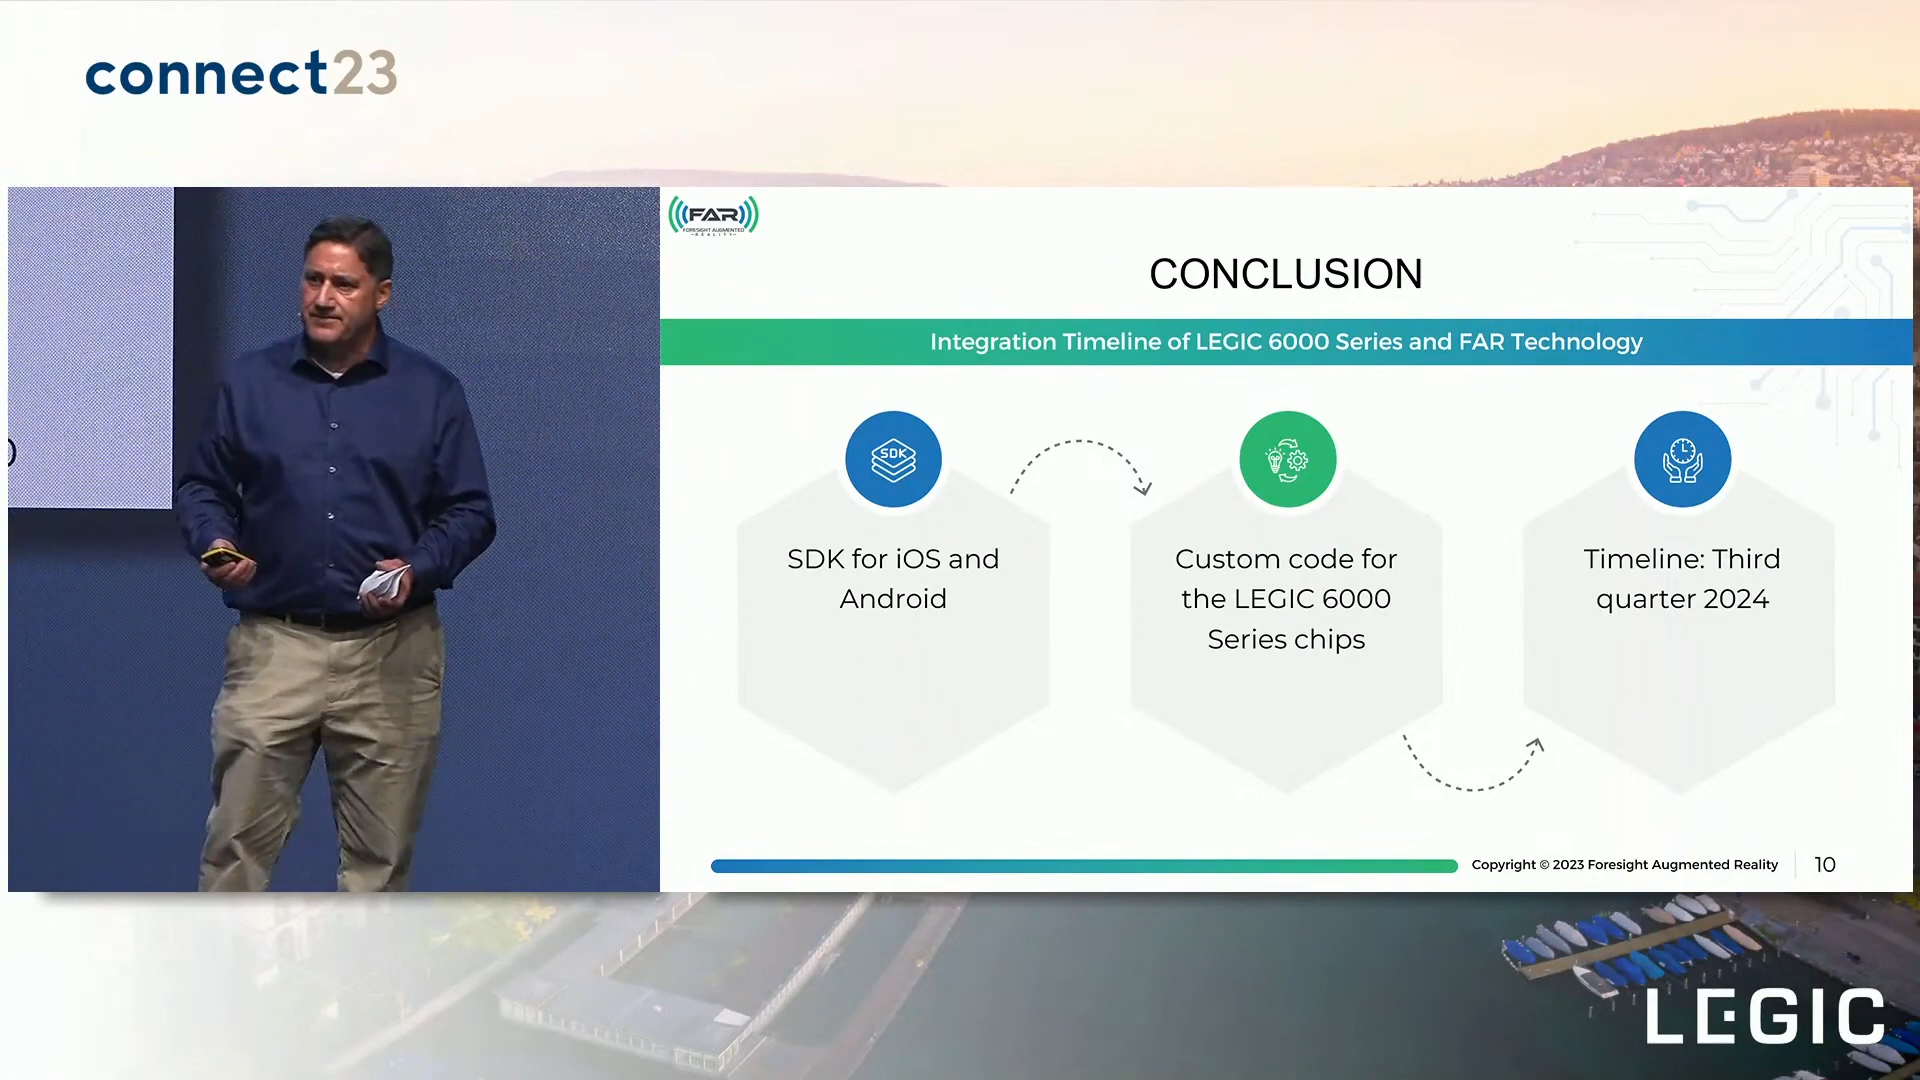 connect23
((FAR))
FORESIGHT AUGMENTED
REALITY
CONCLUSION
Integration Timeline of LEGIC 6000 Series and FAR Technology
SDK
SDK for iOS and
Android
Custom code for
the LEGIC 6000
Series chips
Timeline: Third
quarter 2024
Copyright © 2023 Foresight Augmented Reality
10
LEGIC